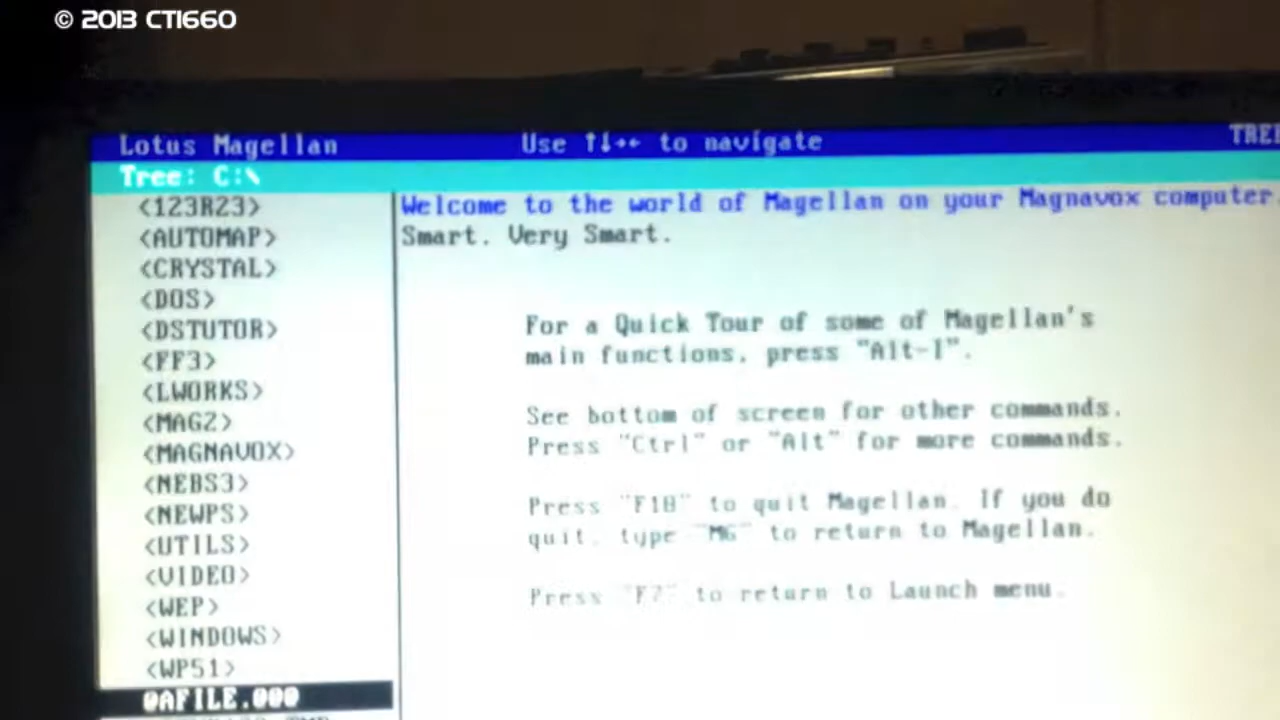 © 2013 CT1660
Lotus Magellan Use ↑↓→← to navigate
Tree: C:\
<123R23>
<AUTOMAP>
<CRYSTAL>
<DOS>
<DSTUTOR>
<FF3>
<LWORKS>
<MAG2>
<MAGNAVOX>
<NEBS3>
<NEWPS>
<UTILS>
<VIDEO>
<WEP>
<WINDOWS>
<WP51>
@AFILE.@@@
Welcome to the world of Magellan on your Magnavox computer.
Smart. Very Smart.
For a Quick Tour of some of Magellan's
main functions, press "Alt-1".
See bottom of screen for other commands.
Press "Ctrl" or "Alt" for more commands.
Press "F10" to quit Magellan. If you do
quit, type "MG" to return to Magellan.
Press "F7" to return to Launch menu.